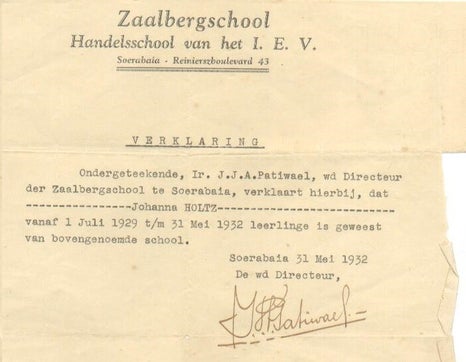 Zaalbergschool
Handelsschool van het I. E. V.
Soerabaia - Reinierszboulevard 43
VERKLARING
Ondergeteekende, Ir. J.J.A.Patiwael, wd Directeur
der Zaalbergschool te Soerabaia, verklaart hierbij, dat
-----------------Johanna HOLTZ---------------------------
vanaf 1 Juli 1929 t/m 31 Mei 1932 leerlinge is geweest
van bovengenoemde school.
Soerabaia 31 Mei 1932
De wd Directeur,
JJAPatiwael.